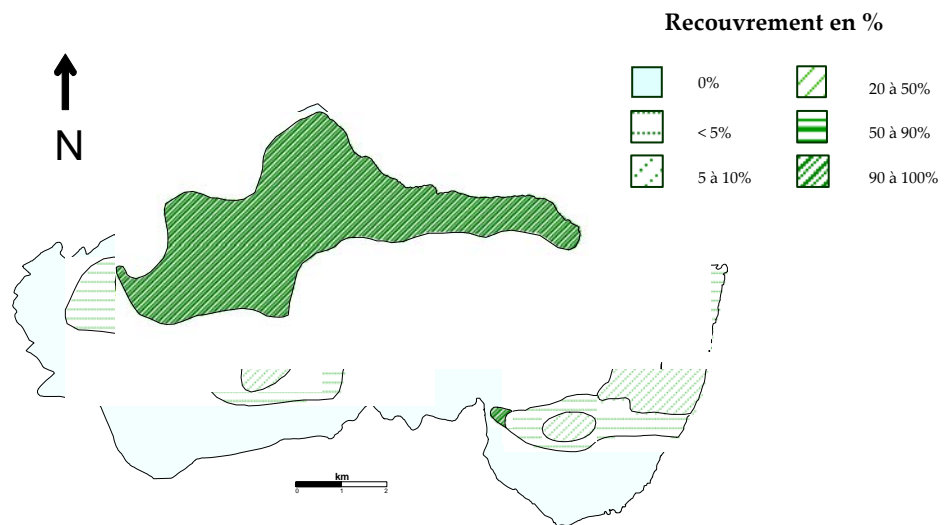 Recouvrement en %
0%
20 à 50%
< 5%
50 à 90%
5 à 10%
90 à 100%
N
km
0 1 2